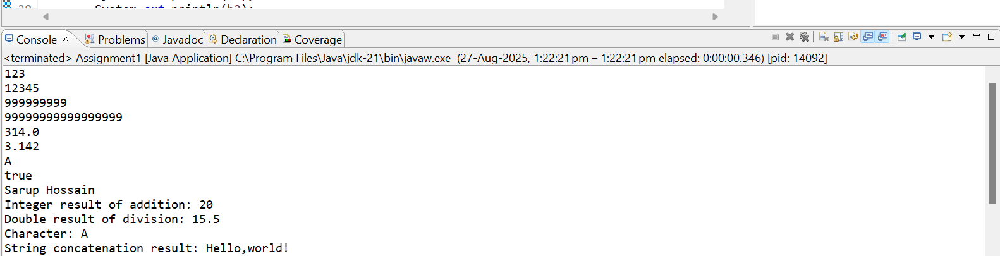 30 System.out.println(b2);
Console Problems @ Javadoc Declaration Coverage
<terminated> Assignment1 [Java Application] C:\Program Files\Java\jdk-21\bin\javaw.exe (27-Aug-2025, 1:22:21 pm – 1:22:21 pm elapsed: 0:00:00.346) [pid: 14092]
123
12345
999999999
99999999999999999
314.0
3.142
A
true
Sarup Hossain
Integer result of addition: 20
Double result of division: 15.5
Character: A
String concatenation result: Hello,world!